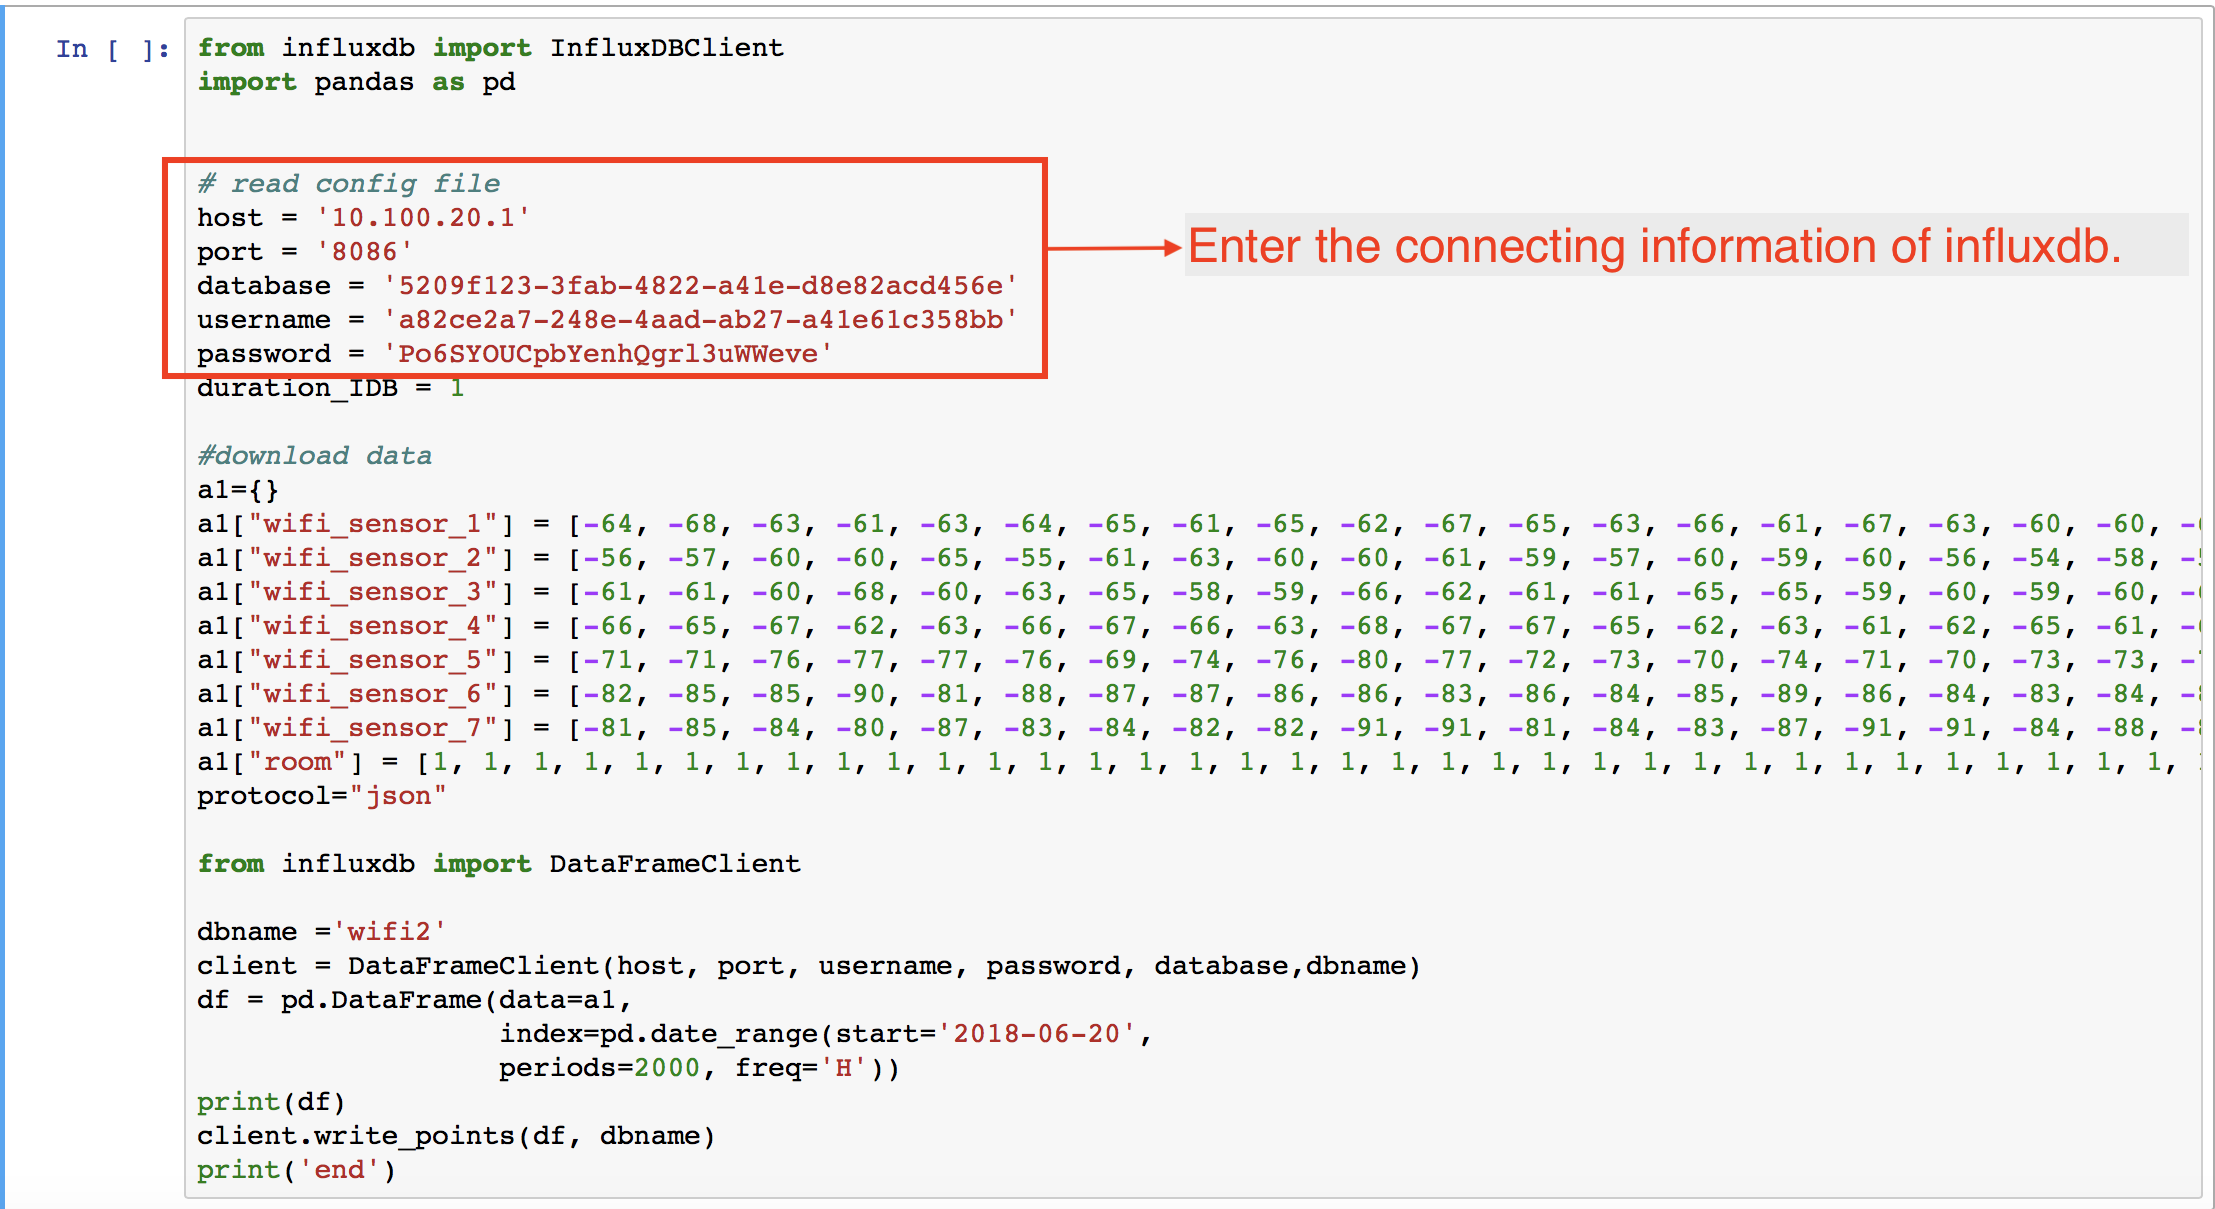 In [ ]:
from influxdb import InfluxDBClient
import pandas as pd
# read config file
host = '10.100.20.1'
port = '8086'
database = '5209f123-3fab-4822-a41e-d8e82acd456e'
username = 'a82ce2a7-248e-4aad-ab27-a41e61c358bb'
password = 'Po6SYOUCpbYenhQgrl3uWWeve'
Enter the connecting information of influxdb.
duration_IDB = 1
#download data
a1={}
a1["wifi_sensor_1"] = [-64, -68, -63, -61, -63, -64, -65, -61, -65, -62, -67, -65, -63, -66, -61, -67, -63, -60, -60,
a1["wifi_sensor_2"] = [-56, -57, -60, -60, -65, -55, -61, -63, -60, -60, -61, -59, -57, -60, -59, -60, -56, -54, -58,
a1["wifi_sensor_3"] = [-61, -61, -60, -68, -60, -63, -65, -58, -59, -66, -62, -61, -61, -65, -65, -59, -60, -59, -60,
a1["wifi_sensor_4"] = [-66, -65, -67, -62, -63, -66, -67, -66, -63, -68, -67, -67, -65, -62, -63, -61, -62, -65, -61,
a1["wifi_sensor_5"] = [-71, -71, -76, -77, -77, -76, -69, -74, -76, -80, -77, -72, -73, -70, -74, -71, -70, -73, -73,
a1["wifi_sensor_6"] = [-82, -85, -85, -90, -81, -88, -87, -87, -86, -86, -83, -86, -84, -85, -89, -86, -84, -83, -84,
a1["wifi_sensor_7"] = [-81, -85, -84, -80, -87, -83, -84, -82, -82, -91, -91, -81, -84, -83, -87, -91, -91, -84, -88,
a1["room"] = [1, 1, 1, 1, 1, 1, 1, 1, 1, 1, 1, 1, 1, 1, 1, 1, 1, 1, 1, 1, 1, 1, 1, 1, 1, 1, 1, 1, 1, 1, 1, 1, 1, 1, 1,
protocol="json"
from influxdb import DataFrameClient
dbname ='wifi2'
client = DataFrameClient(host, port, username, password, database,dbname)
df = pd.DataFrame(data=a1,
index=pd.date_range(start='2018-06-20',
periods=2000, freq='H'))
print(df)
client.write_points(df, dbname)
print('end')